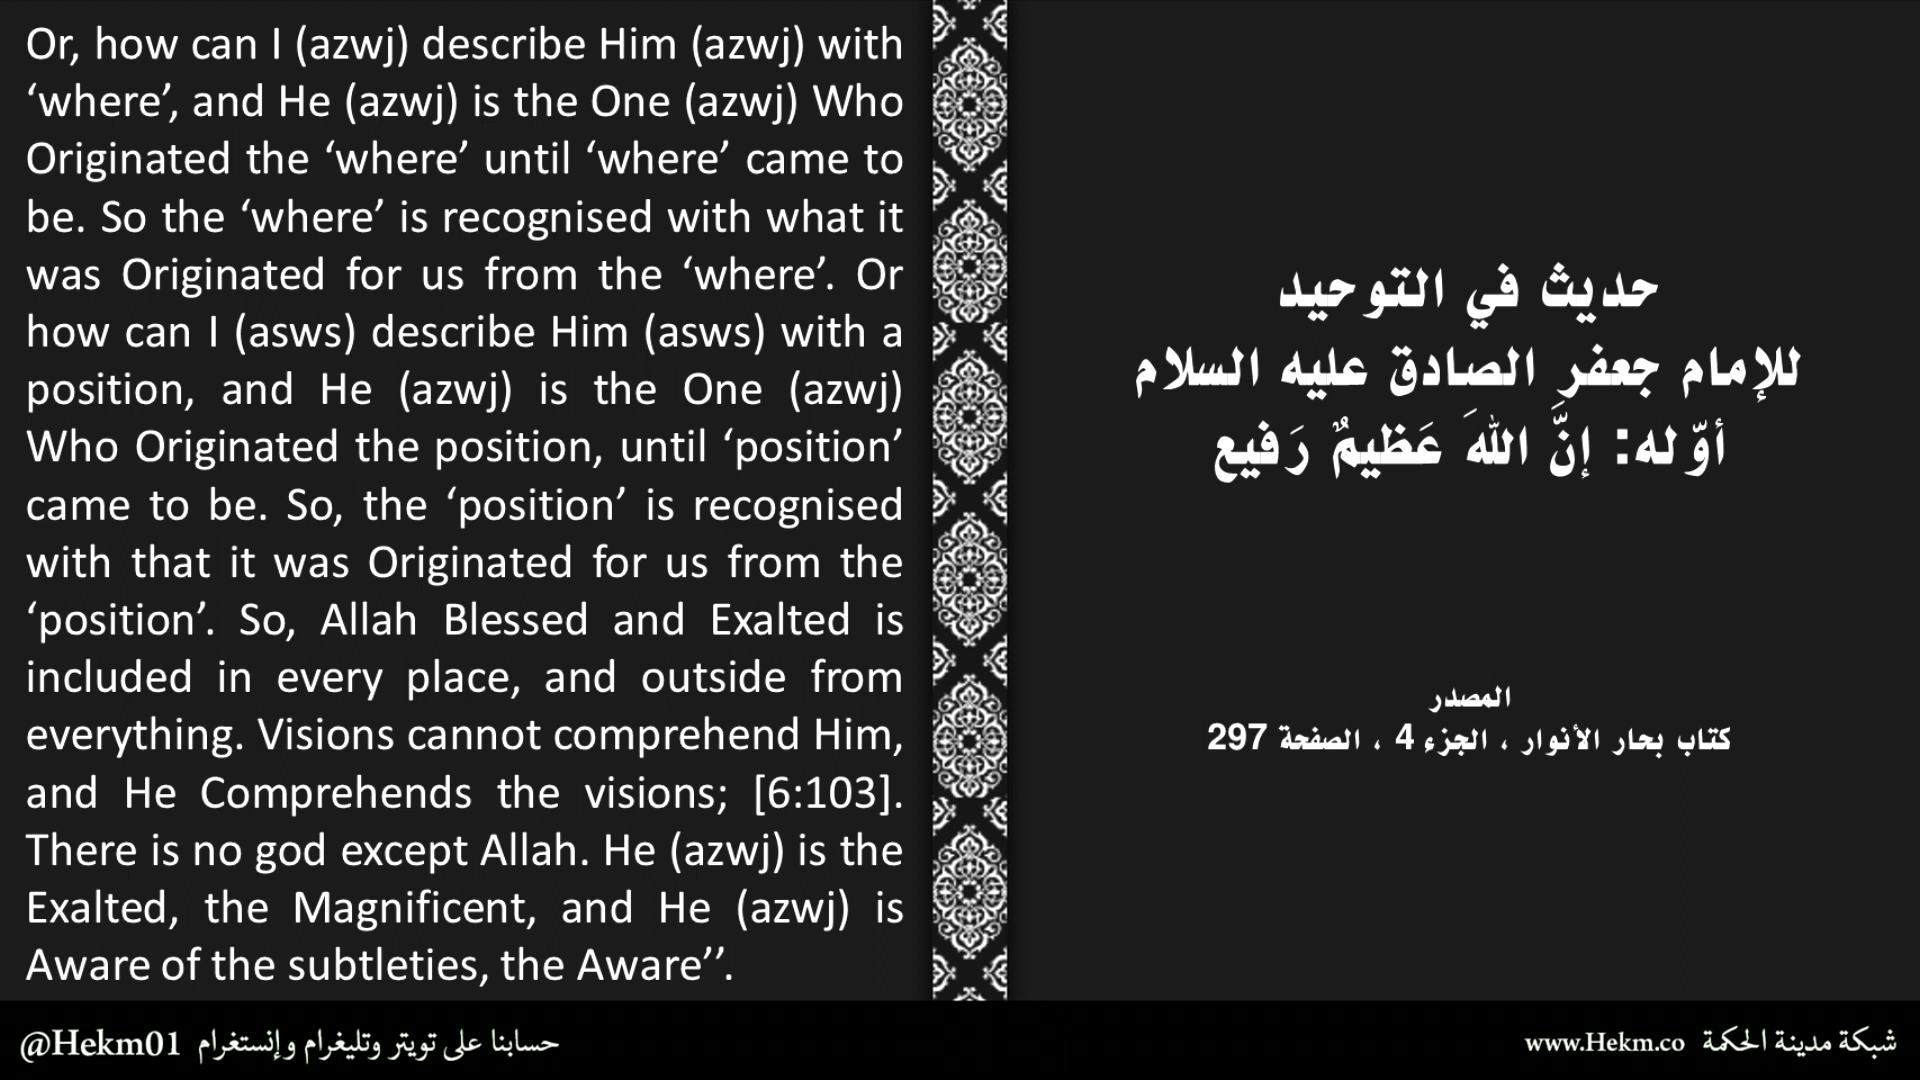 Or, how can I (azwj) describe Him (azwj) with
‘where’, and He (azwj) is the One (azwj) Who
Originated the ‘where’ until ‘where’ came to
be. So the ‘where’ is recognised with what it
was Originated for us from the ‘where’. Or
how can I (asws) describe Him (asws) with a
position, and He (azwj) is the One (azwj)
Who Originated the position, until ‘position’
came to be. So, the ‘position’ is recognised
with that it was Originated for us from the
‘position’. So, Allah Blessed and Exalted is
included in every place, and outside from
everything. Visions cannot comprehend Him,
and He Comprehends the visions; [6:103].
There is no god except Allah. He (azwj) is the
Exalted, the Magnificent, and He (azwj) is
Aware of the subtleties, the Aware’’.
حديث في التوحيد
للإمام جعفر الصادق عليه السلام
أوّله: إنَّ اللهَ عَظيمٌ رَفيع
المصدر
كتاب بحار الأنوار ، الجزء 4 ، الصفحة 297
@Hekm01 حسابنا على تويتر وتليغرام وإنستغرام
www.Hekm.co شبكة مدينة الحكمة